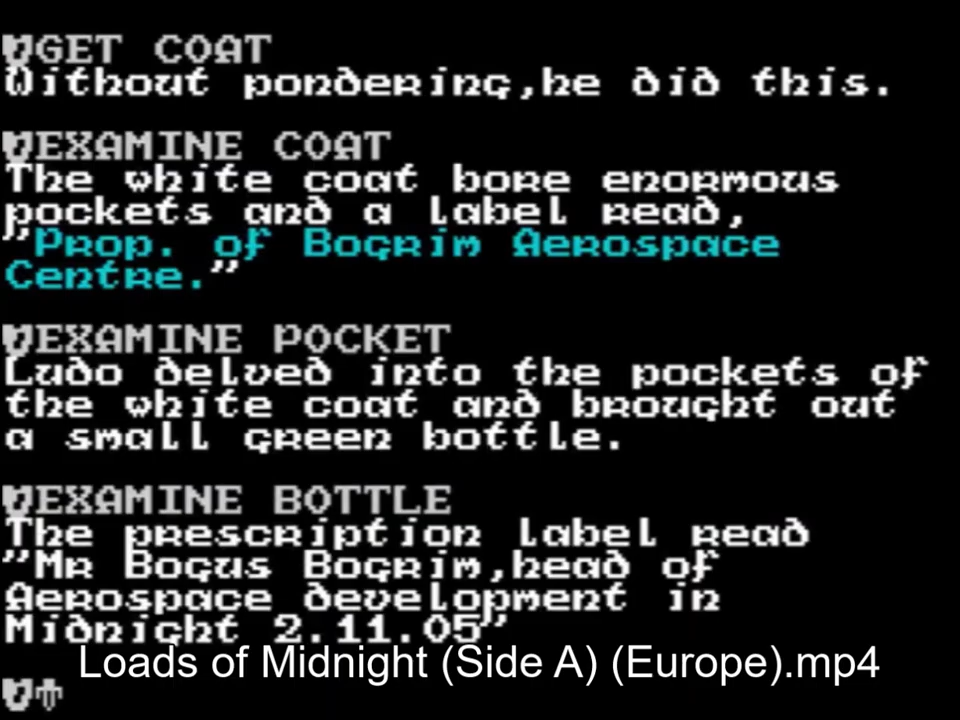 GET COAT
Without pondering,he did this.
EXAMINE COAT
The white coat bore enormous
pockets and a label read,
"Prop. of Bogrim Aerospace
Centre."
EXAMINE POCKET
Ludo delved into the pockets of
the white coat and brought out
a small green bottle.
EXAMINE BOTTLE
The prescription label read
"Mr Bogus Bogrim,head of
Aerospace development in
Midnight 2.11.05"
Loads of Midnight (Side A) (Europe).mp4